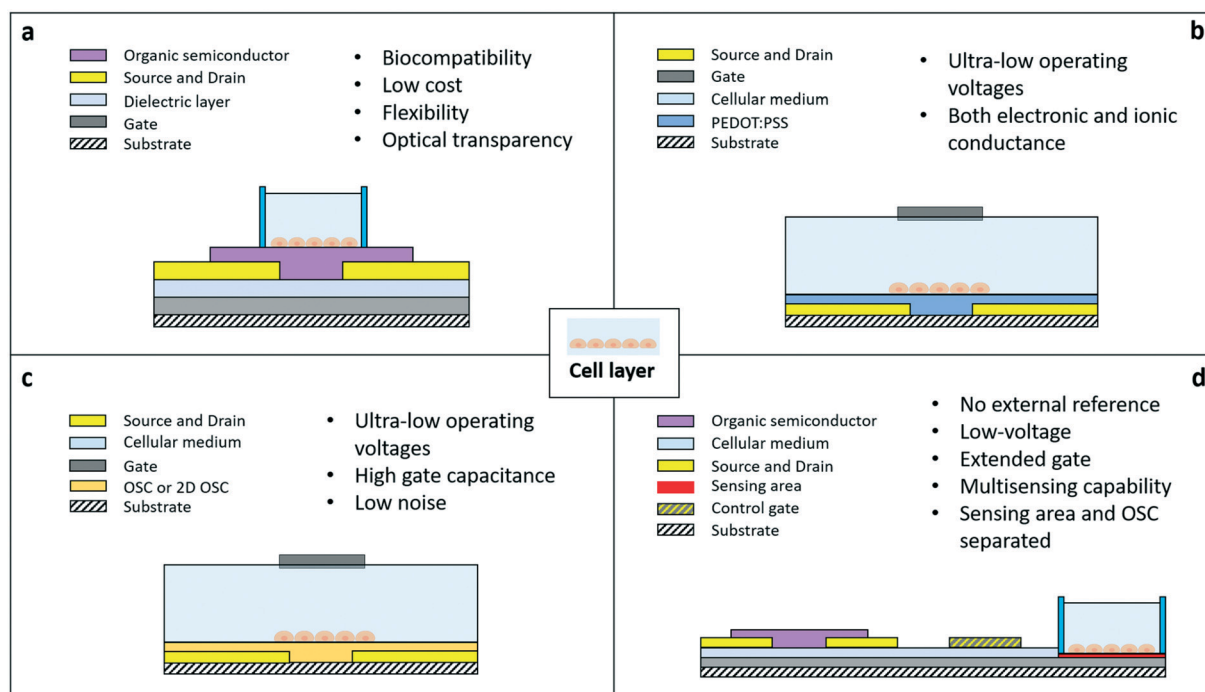 a
Organic semiconductor
Source and Drain
Dielectric layer
Gate
Substrate
• Biocompatibility
• Low cost
• Flexibility
• Optical transparency
b
Source and Drain
Gate
Cellular medium
PEDOT:PSS
Substrate
• Ultra-low operating
voltages
• Both electronic and ionic
conductance
Cell layer
c
Source and Drain
Cellular medium
Gate
OSC or 2D OSC
Substrate
• Ultra-low operating
voltages
• High gate capacitance
• Low noise
d
Organic semiconductor
Cellular medium
Source and Drain
Sensing area
Control gate
Substrate
• No external reference
• Low-voltage
• Extended gate
• Multisensing capability
• Sensing area and OSC
separated